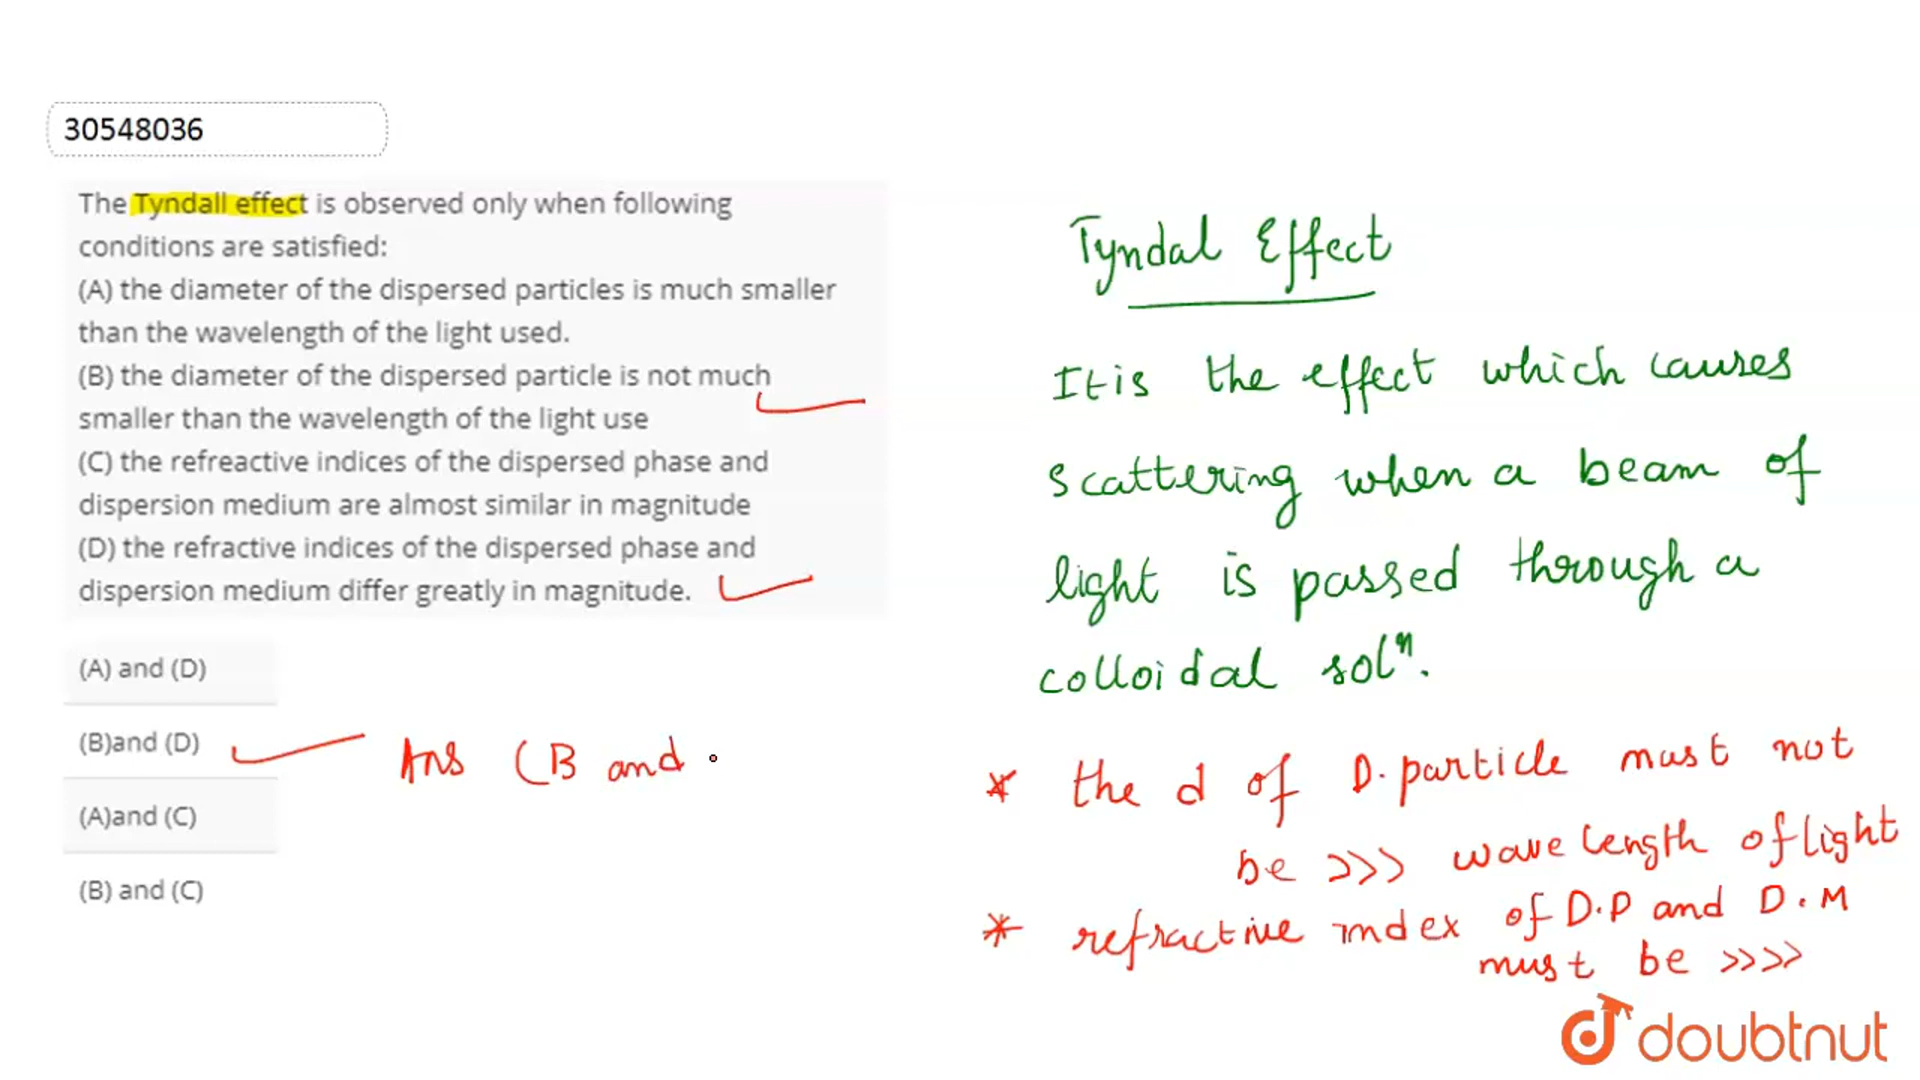 30548036
The Tyndall effect is observed only when following
conditions are satisfied:
(A) the diameter of the dispersed particles is much smaller
than the wavelength of the light used.
(B) the diameter of the dispersed particle is not much
smaller than the wavelength of the light use
(C) the refreactive indices of the dispersed phase and
dispersion medium are almost similar in magnitude
(D) the refractive indices of the dispersed phase and
dispersion medium differ greatly in magnitude.
(A) and (D)
(B)and (D)
Ans (B and
(A)and (C)
(B) and (C)
Tyndal Effect
It is the effect which causes
scattering when a beam of
light is passed through a
colloidal solⁿ.
* the d of D.particle must not
be >>> wave length of light
* refractive index of D.P and D.M
must be >>>>
doubtnut